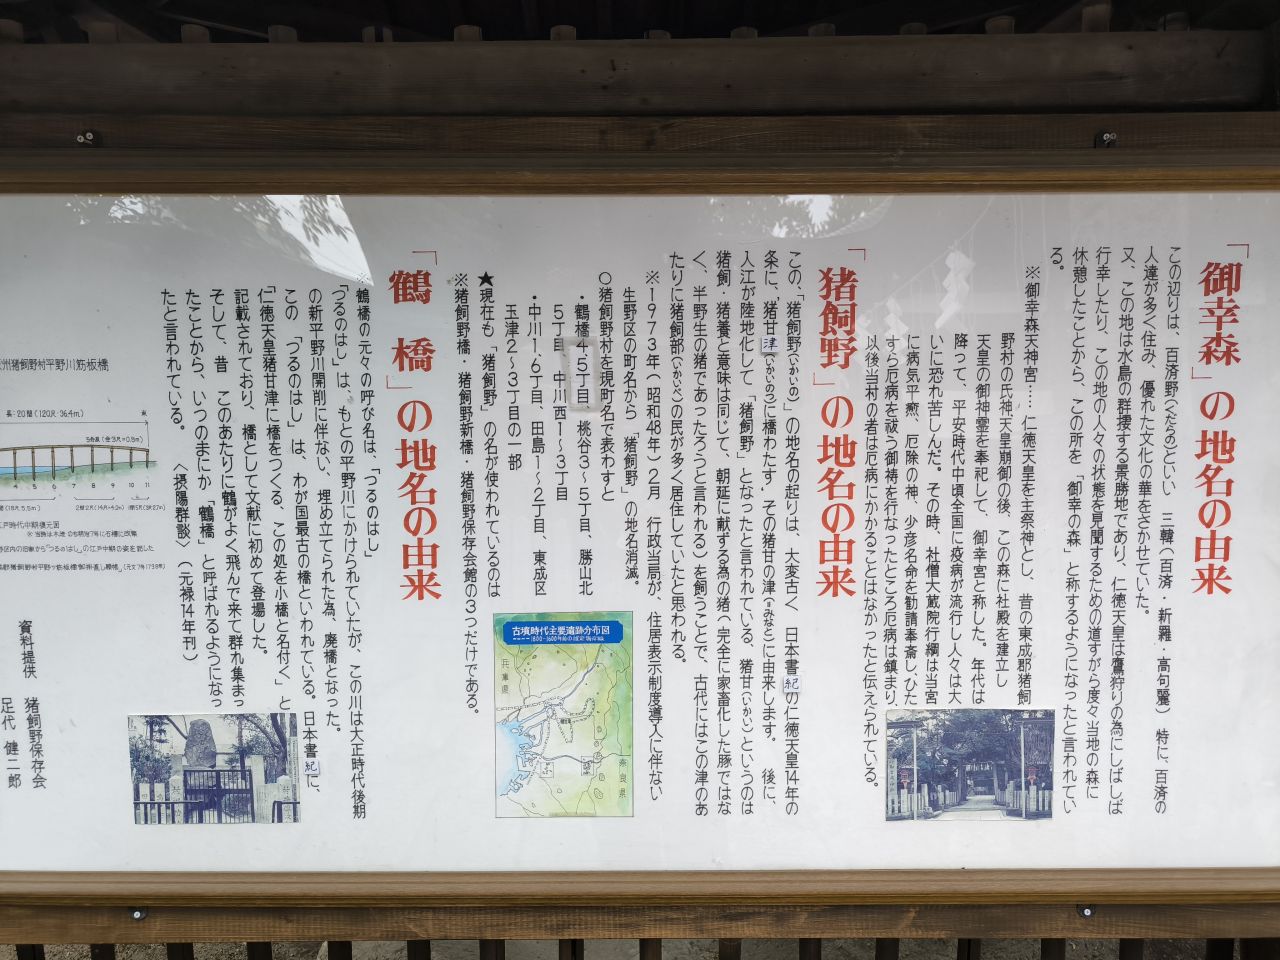 「御幸森」の地名の由来
この辺りは、百済野(くだらの)といい 三韓(百済・新羅・高句麗) 特に、百済の
人達が多く住み、優れた文化の華をさかせていた。
又、この地は水鳥の群棲する景勝地であり、仁徳天皇は鷹狩りの為にしばしば
行幸したり、この地の人々の状態を見聞するための道すがら度々当地の森に
休憩したことから、この所を「御幸の森」と称するようになったと言われてい
る。
※御幸森天神宮‥‥仁徳天皇を主祭神とし、昔の東成郡猪飼
野村の氏神天皇崩御の後、この森に社殿を建立し
天皇の御神霊を奉祀して、御幸宮と称した。年代は
降って、平安時代中頃全国に疫病が流行し人々は大
いに恐れ苦しんだ。その時、社僧大蔵院行綱は当宮
に病気平癒、厄除の神、少彦名命を勧請奉斎しひた
すら厄病を祓う御祷を行なったところ厄病は鎮まり、
以後当村の者は厄病にかかることはなかったと伝えられている。
「猪飼野」の地名の由来
この、「猪飼野(いかいの)」の地名の起りは、大変古く 日本書紀の仁徳天皇14年の
条に、「猪甘津(いかいのつ)に橋わたす、その猪甘の津(=みなと)に由来します。 後に、
入江が陸地化して「猪飼野」となったと言われている、猪甘(いかい)というのは
猪飼・猪養と意味は同じで、朝廷に献ずる為の猪(完全に家畜化した豚ではな
く、半野生の猪であったろうと言われる)を飼うことで、古代にはこの津のあ
たりに猪飼部(いかいべ)の民が多く居住していたと思われる。
※1973年(昭和48年)2月 行政当局が、住居表示制度導入に伴ない
生野区の町名から「猪飼野」の地名消滅。
○猪飼野村を現町名で表わすと
・鶴橋4,5丁目、桃谷3～5丁目、勝山北
5丁目、中川西1～3丁目
・中川1,6丁目、田島1～2丁目、東成区
玉津2～3丁目の一部
★現在も「猪飼野」の名が使われているのは
※猪飼野橋・猪飼野新橋・猪飼野保存会館の3つだけである。
古墳時代主要遺跡分布図
兵庫県
奈良県
「鶴橋」の地名の由来
※鶴橋の元々の呼び名は、「つるのはし」
「つるのはし」は、もとの平野川にかけられていたが、この川は大正時代後期
の新平野川開削に伴ない、埋め立てられた為、廃橋となった。
この「つるのはし」は、わが国最古の橋といわれている。日本書紀に、
「仁徳天皇猪甘津に橋をつくる、この処を小橋と名付く」と
記載されており、橋として文献に初めて登場した。
そして、昔 このあたりに鶴がよく飛んで来て群れ集まっ
たことから、いつのまにか「鶴橋」と呼ばれるようになっ
たと言われている。 〈摂陽群談〉(元禄14年刊)
州猪飼野村平野川筋板橋
長:20間(120尺:36.4m)
東
5 6 7 8 9 10 11
江戸時代中期復元図
資料提供 猪飼野保存会
足代 健二郎